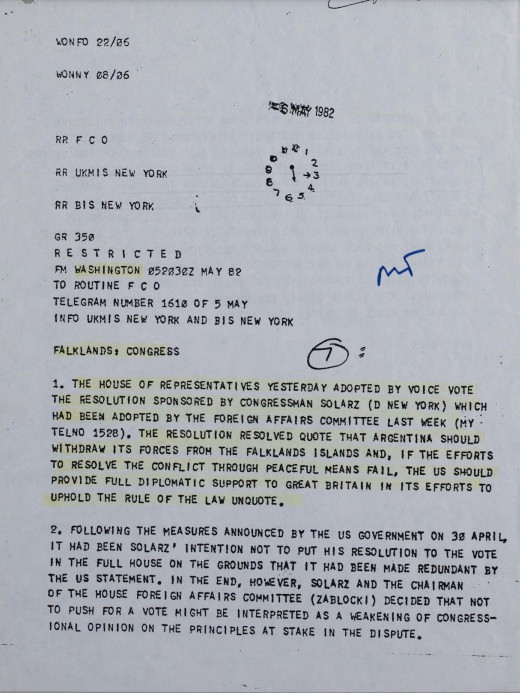 WONFO 22/06
WONNY 08/06
MAY 1982
RR F C O
RR UKMIS NEW YORK
RR BIS NEW YORK
GR 350
R E S T R I C T E D
FM WASHINGTON 052030Z MAY 82
TO ROUTINE F C O
TELEGRAM NUMBER 1610 OF 5 MAY
INFO UKMIS NEW YORK AND BIS NEW YORK
FALKLANDS; CONGRESS
7
1. THE HOUSE OF REPRESENTATIVES YESTERDAY ADOPTED BY VOICE VOTE
THE RESOLUTION SPONSORED BY CONGRESSMAN SOLARZ (D NEW YORK) WHICH
HAD BEEN ADOPTED BY THE FOREIGN AFFAIRS COMMITTEE LAST WEEK (MY
TELNO 1528). THE RESOLUTION RESOLVED QUOTE THAT ARGENTINA SHOULD
WITHDRAW ITS FORCES FROM THE FALKLANDS ISLANDS AND, IF THE EFFORTS
TO RESOLVE THE CONFLICT THROUGH PEACEFUL MEANS FAIL, THE US SHOULD
PROVIDE FULL DIPLOMATIC SUPPORT TO GREAT BRITAIN IN ITS EFFORTS TO
UPHOLD THE RULE OF THE LAW UNQUOTE.
2. FOLLOWING THE MEASURES ANNOUNCED BY THE US GOVERNMENT ON 30 APRIL,
IT HAD BEEN SOLARZ' INTENTION NOT TO PUT HIS RESOLUTION TO THE VOTE
IN THE FULL HOUSE ON THE GROUNDS THAT IT HAD BEEN MADE REDUNDANT BY
THE US STATEMENT. IN THE END, HOWEVER, SOLARZ AND THE CHAIRMAN
OF THE HOUSE FOREIGN AFFAIRS COMMITTEE (ZABLOCKI) DECIDED THAT NOT
TO PUSH FOR A VOTE MIGHT BE INTERPRETED AS A WEAKENING OF CONGRESS-
IONAL OPINION ON THE PRINCIPLES AT STAKE IN THE DISPUTE.